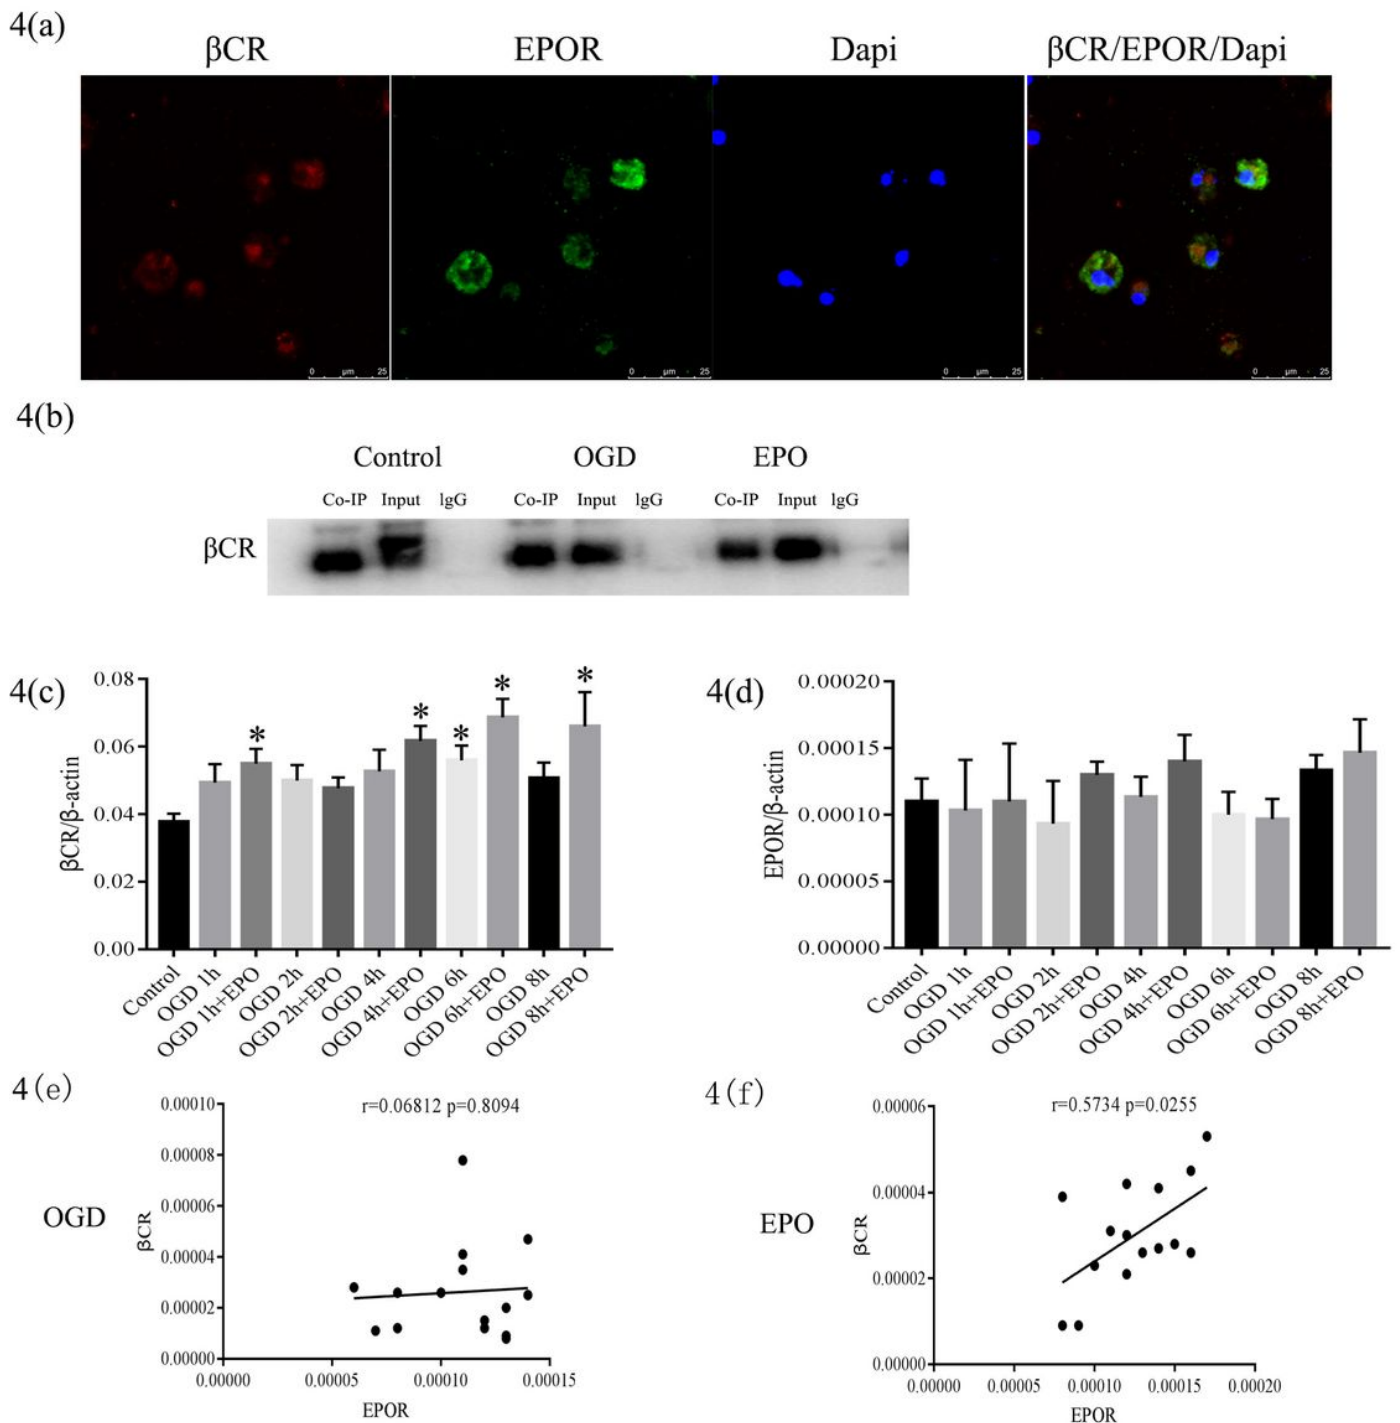 4(a)
βCR EPOR Dapi βCR/EPOR/Dapi
0 µm 25 0 µm 25 0 µm 25 0 µm 25
4(b)
Control OGD EPO
Co-IP Input lgG Co-IP Input lgG Co-IP Input lgG
βCR
4(c)
βCR/β-actin
0.08
0.06
0.04
0.02
0.00
* * * * *
Control OGD 1h OGD 1h+EPO OGD 2h OGD 2h+EPO OGD 4h OGD 4h+EPO OGD 6h OGD 6h+EPO OGD 8h OGD 8h+EPO
4(d)
EPOR/β-actin
0.00020
0.00015
0.00010
0.00005
0.00000
Control OGD 1h OGD 1h+EPO OGD 2h OGD 2h+EPO OGD 4h OGD 4h+EPO OGD 6h OGD 6h+EPO OGD 8h OGD 8h+EPO
4(e)
r=0.06812 p=0.8094
OGD
βCR
0.00010
0.00008
0.00006
0.00004
0.00002
0.00000
0.00000 0.00005 0.00010 0.00015
EPOR
4(f)
r=0.5734 p=0.0255
EPO
βCR
0.00006
0.00004
0.00002
0.00000
0.00000 0.00005 0.00010 0.00015 0.00020
EPOR